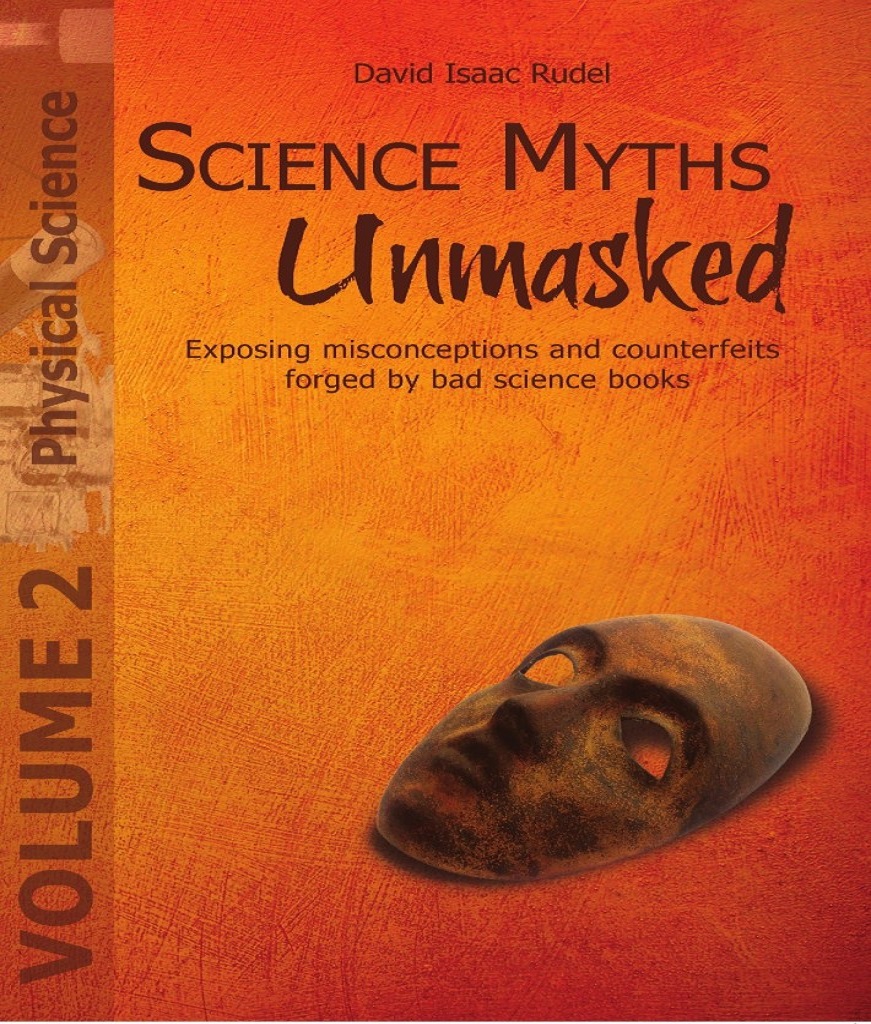 David Isaac Rudel
SCIENCE MYTHS
Unmasked
Exposing misconceptions and counterfeits
forged by bad science books
VOLUME 2
Physical Science